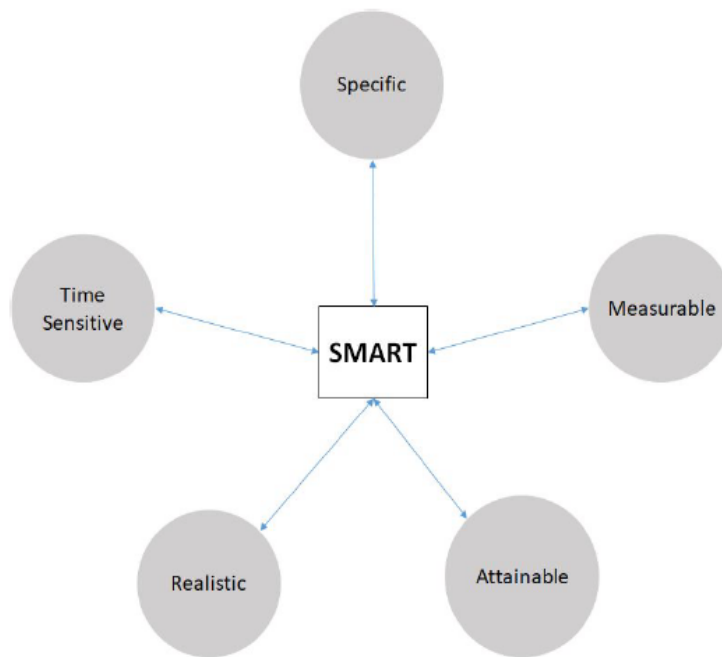 Specific
Time
Sensitive
Measurable
SMART
Realistic
Attainable